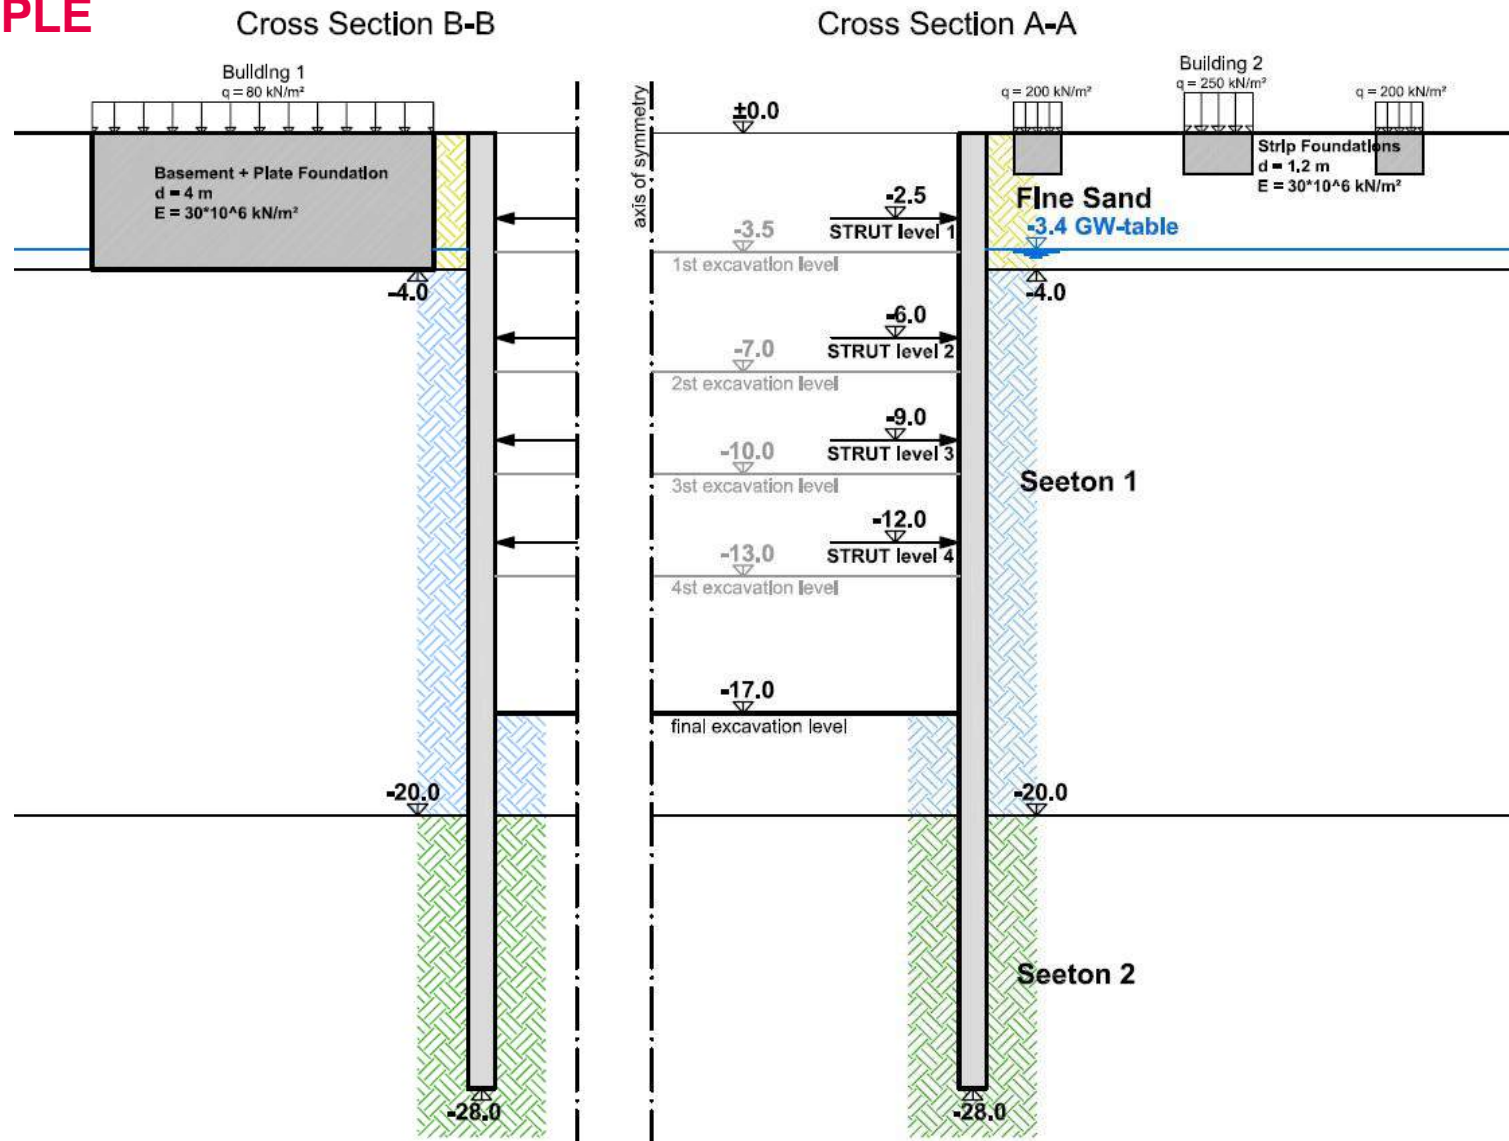 PLE
Cross Section B-B
Cross Section A-A
Building 1
q = 80 kN/m²
Basement + Plate Foundation
d = 4 m
E = 30*10^6 kN/m²
-4.0
-20.0
-28.0
axis of symmetry
±0.0
-2.5
STRUT level 1
-3.5
1st excavation level
-6.0
STRUT level 2
-7.0
2st excavation level
-9.0
STRUT level 3
-10.0
3st excavation level
-12.0
STRUT level 4
-13.0
4st excavation level
-17.0
final excavation level
q = 200 kN/m²
Building 2
q = 250 kN/m²
q = 200 kN/m²
Strip Foundations
d = 1,2 m
E = 30*10^6 kN/m²
Fine Sand
-3.4 GW-table
-4.0
Seeton 1
-20.0
Seeton 2
-28.0